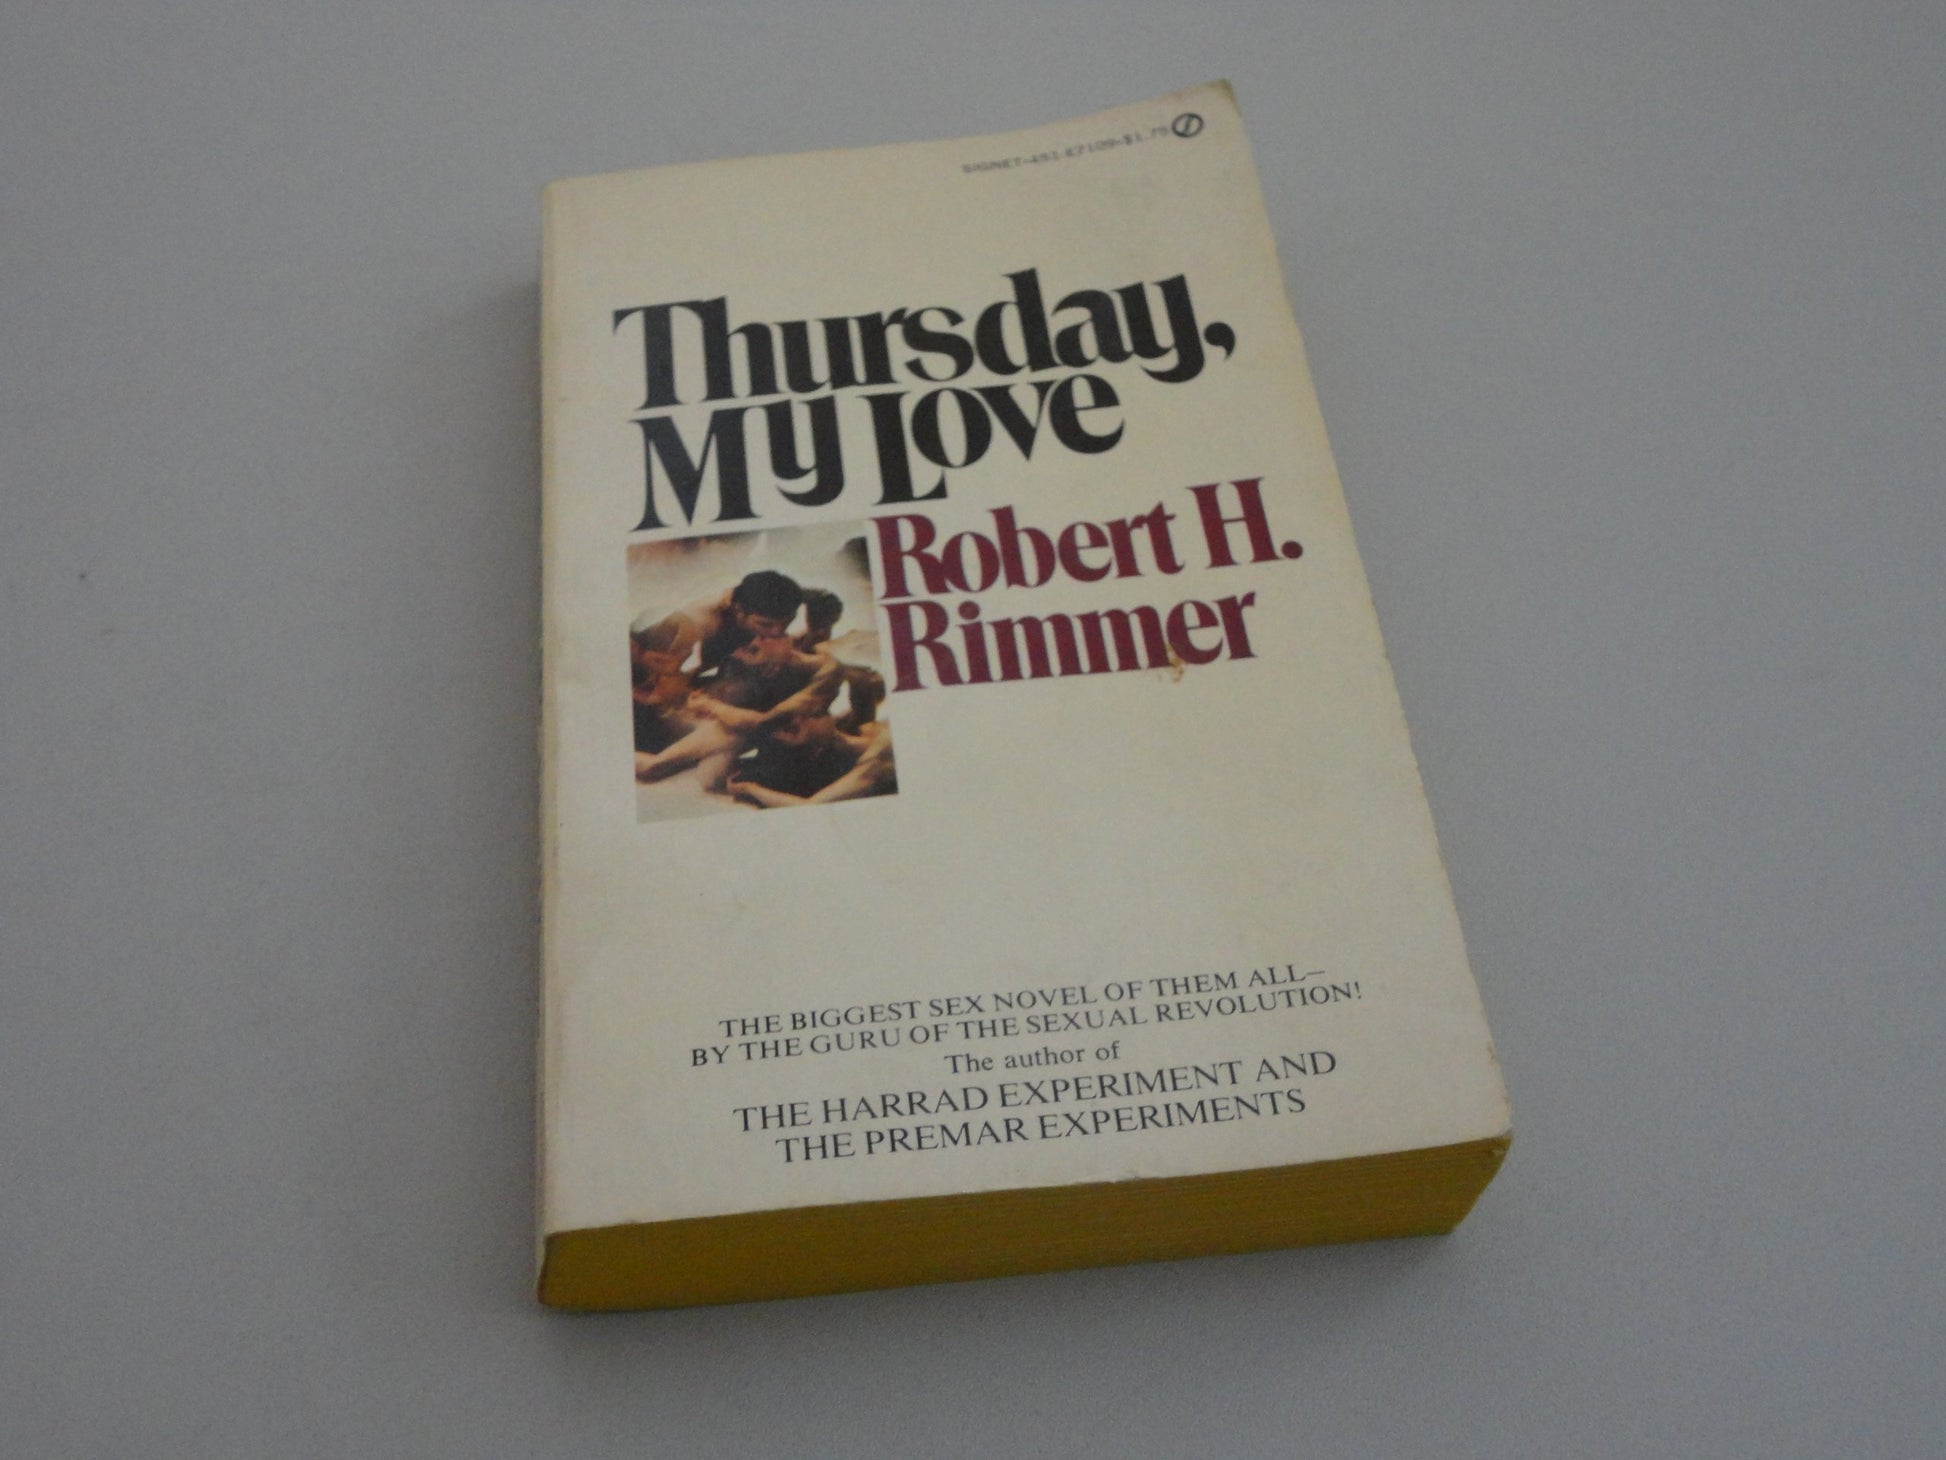 SIGNET-451-E7109-$1.75
Thursday,
My Love
Robert H.
Rimmer
THE BIGGEST SEX NOVEL OF THEM ALL—
BY THE GURU OF THE SEXUAL REVOLUTION!
The author of
THE HARRAD EXPERIMENT AND
THE PREMAR EXPERIMENTS